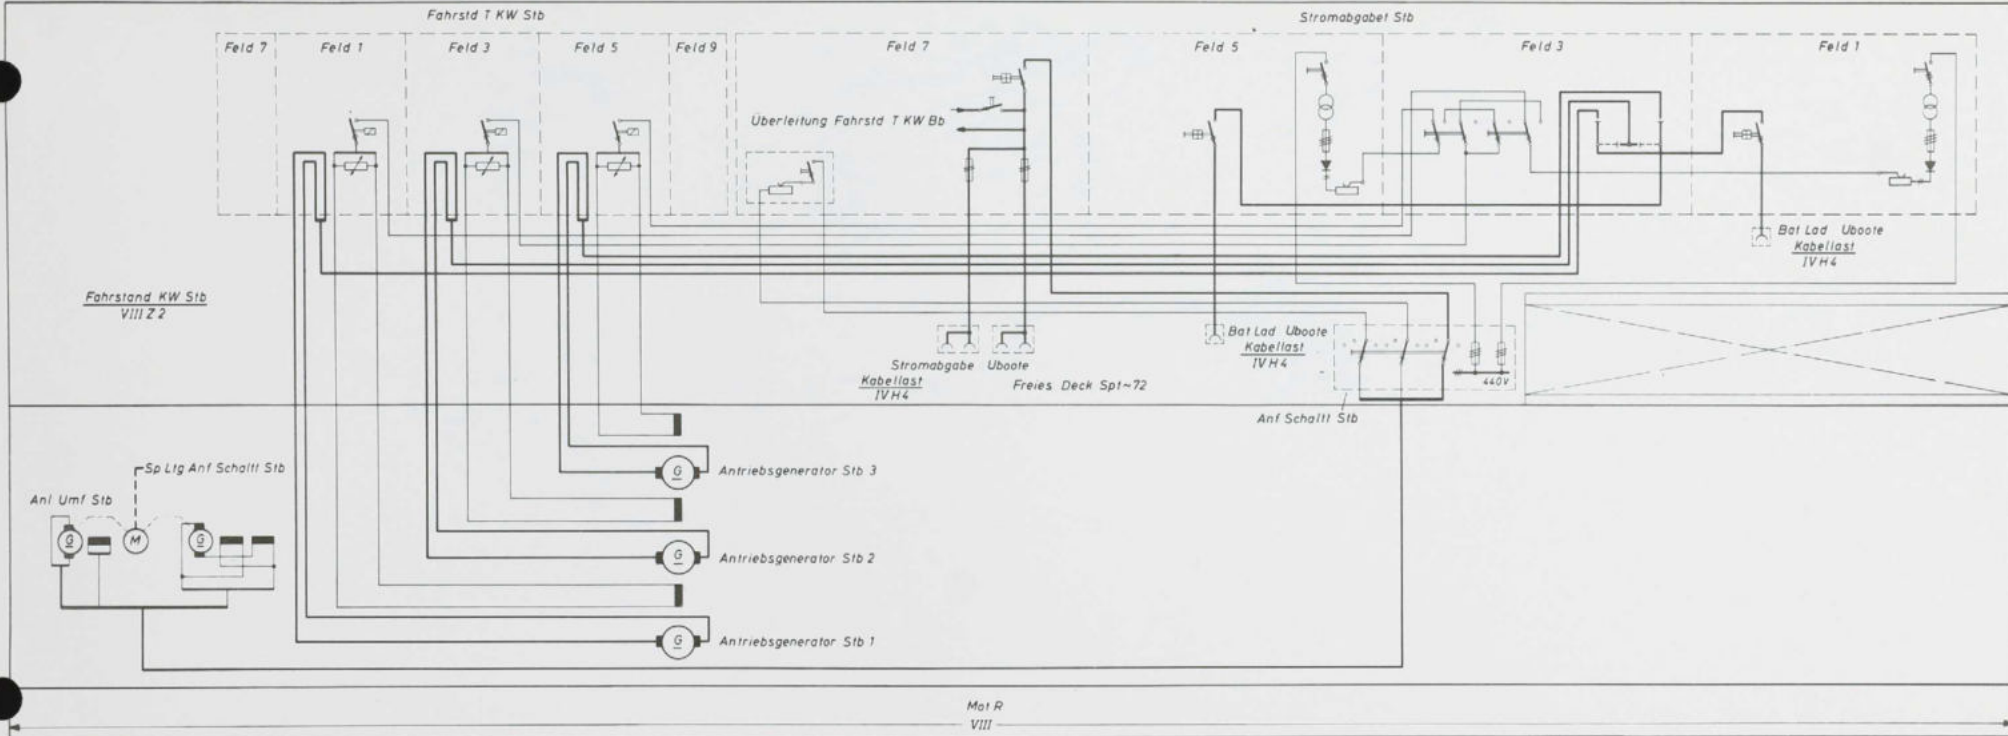 Fahrstd T KW Stb
Stromabgabet Stb
Feld 7
Feld 1
Feld 3
Feld 5
Feld 9
Feld 7
Feld 5
Feld 3
Feld 1
Überleitung Fahrstd T KW Bb
Fahrstand KW Stb
VIII Z 2
Bat Lad Uboote
Kabellast
IV H 4
Bat Lad Uboote
Kabellast
IV H 4
Stromabgabe Uboote
Kabellast
IV H 4
Freies Deck Spt~72
440V
Anf Schaltt Stb
Sp Ltg Anf Schaltt Stb
Anl Umf Stb
G
M
G
G
Antriebsgenerator Stb 3
G
Antriebsgenerator Stb 2
G
Antriebsgenerator Stb 1
Mot R
VIII